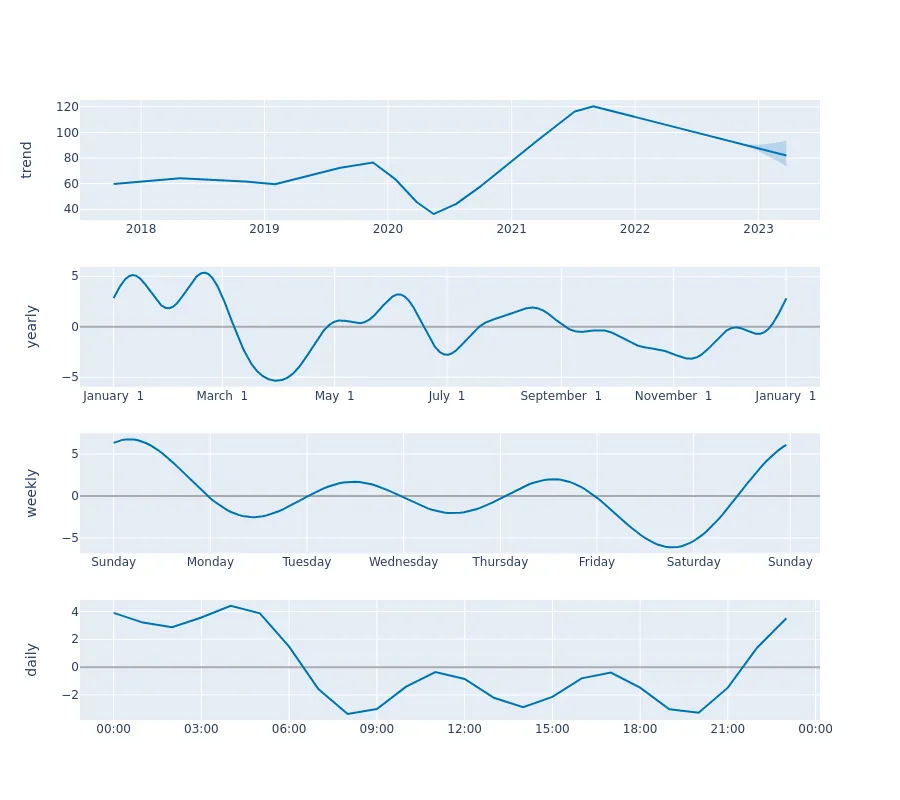 trend
120
100
80
60
40
2018 2019 2020 2021 2022 2023
yearly
5
0
−5
January 1 March 1 May 1 July 1 September 1 November 1 January 1
weekly
5
0
−5
Sunday Monday Tuesday Wednesday Thursday Friday Saturday Sunday
daily
4
2
0
−2
00:00 03:00 06:00 09:00 12:00 15:00 18:00 21:00 00:00